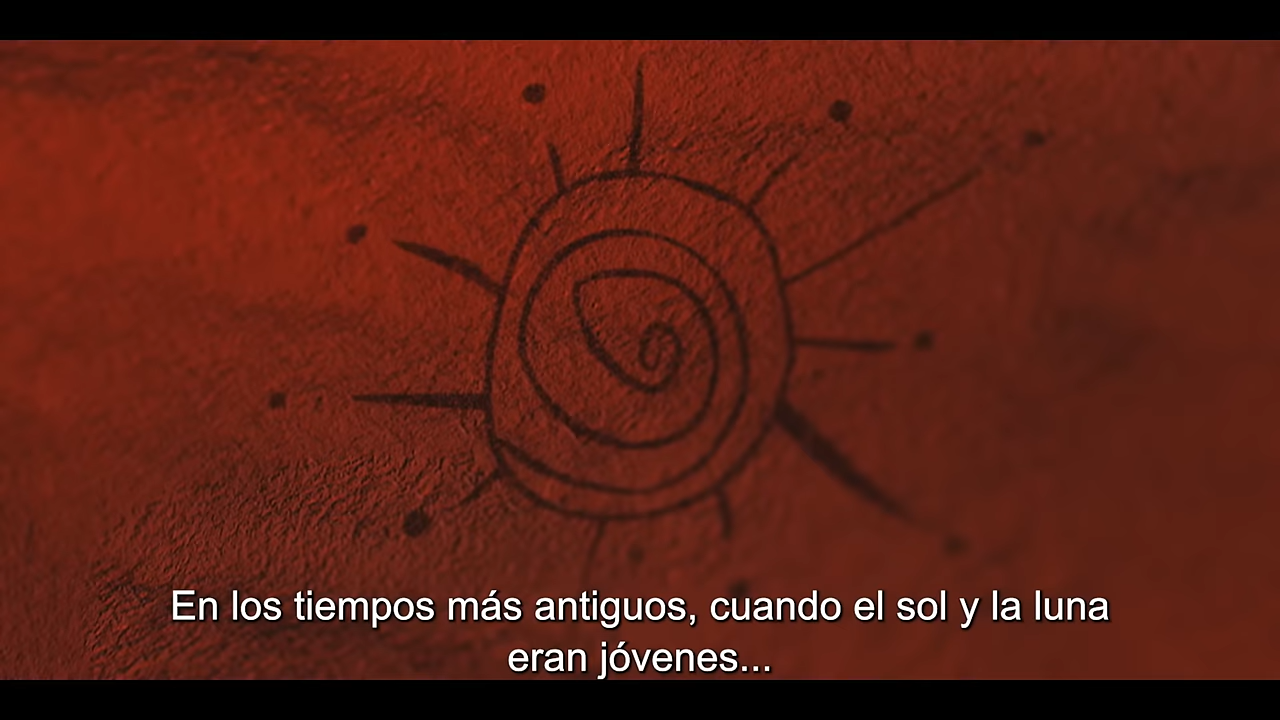 En los tiempos más antiguos, cuando el sol y la luna
eran jóvenes...